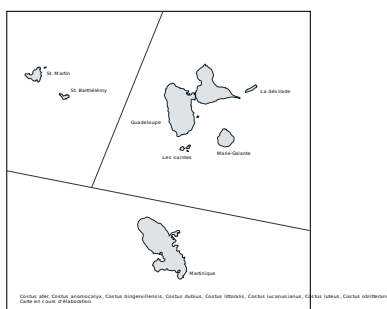 St. Martin
St. Barthélémy
La désirade
Guadeloupe
Les saintes
Marie-Galante
Martinique
Costus afer, Costus anomocalyx, Costus bingervillensis, Costus dubius, Costus littoralis, Costus lucanusianus, Costus luteus, Costus obliterans
Carte en cours d'élaboration.